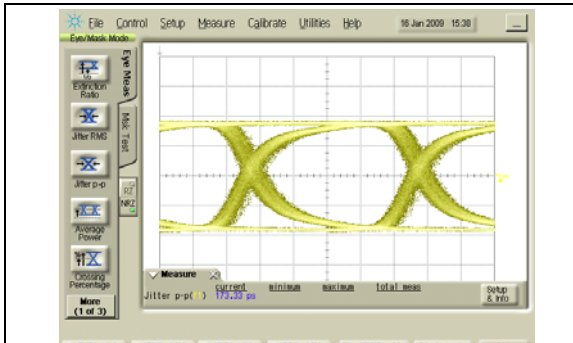 File Control Setup Measure Calibrate Utilities Help 16 Jan 2009 15:30
Eye/Mask Mode
Eye Meas
Extinction
Ratio
Msk Test
Jitter RMS
Jitter p-p
RZ
NRZ
Average
Power
Crossing
Percentage
More
(1 of 3)
Measure
current minimum maximum total meas
Jitter p-p( ) 173.33 ps
Setup
& Info